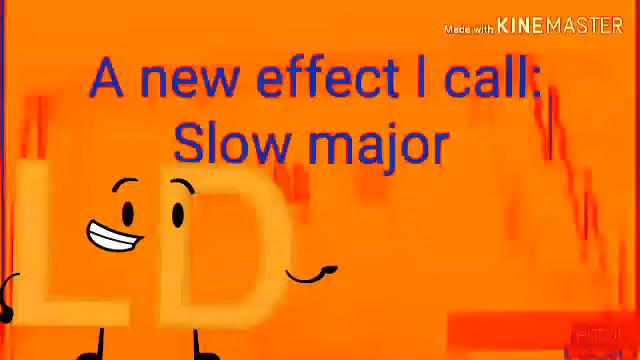 Made with KINEMASTER
A new effect I call:
Slow major
LD